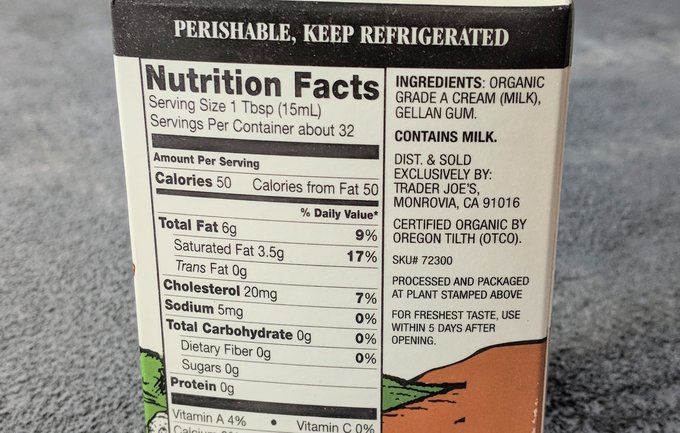 PERISHABLE, KEEP REFRIGERATED
Nutrition Facts
Serving Size 1 Tbsp (15mL)
Servings Per Container about 32
Amount Per Serving
Calories 50 Calories from Fat 50
% Daily Value*
Total Fat 6g 9%
Saturated Fat 3.5g 17%
Trans Fat 0g
Cholesterol 20mg 7%
Sodium 5mg 0%
Total Carbohydrate 0g 0%
Dietary Fiber 0g 0%
Sugars 0g
Protein 0g
Vitamin A 4% • Vitamin C 0%
INGREDIENTS: ORGANIC
GRADE A CREAM (MILK),
GELLAN GUM.
CONTAINS MILK.
DIST. & SOLD
EXCLUSIVELY BY:
TRADER JOE'S,
MONROVIA, CA 91016
CERTIFIED ORGANIC BY
OREGON TILTH (OTCO).
SKU# 72300
PROCESSED AND PACKAGED
AT PLANT STAMPED ABOVE
FOR FRESHEST TASTE, USE
WITHIN 5 DAYS AFTER
OPENING.